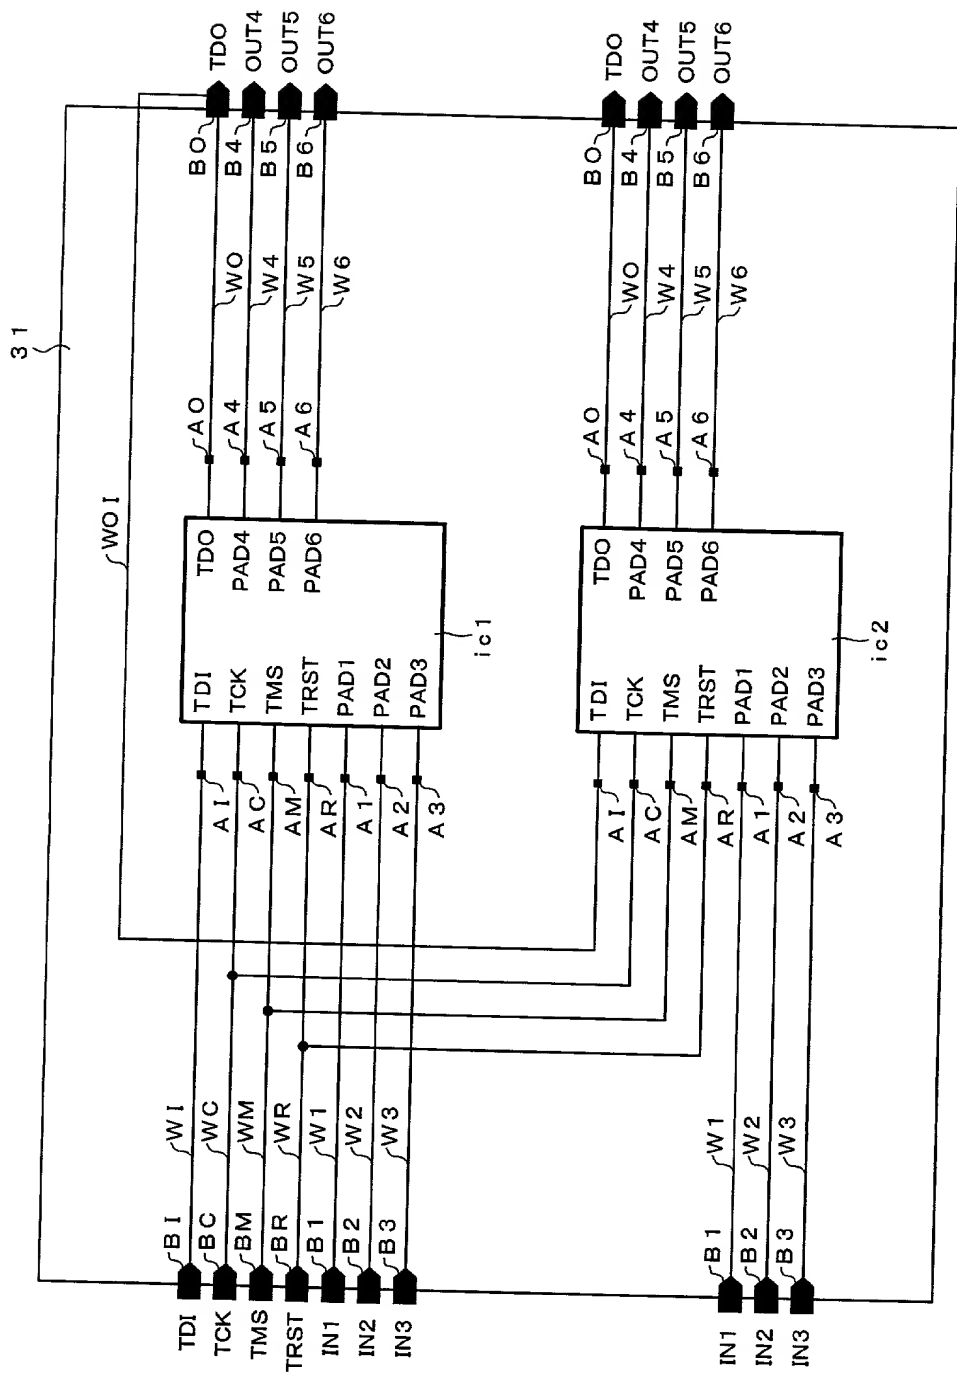 31
WOI
TDI
TCK
TMS
TRST
IN1
IN2
IN3
BI
BC
BM
BR
B1
B2
B3
WI
WC
WM
WR
W1
W2
W3
AI
AC
AM
AR
A1
A2
A3
TDI
TCK
TMS
TRST
PAD1
PAD2
PAD3
TDO
PAD4
PAD5
PAD6
ic1
AO
A4
A5
A6
WO
W4
W5
W6
BO
B4
B5
B6
TDO
OUT4
OUT5
OUT6
IN1
IN2
IN3
B1
B2
B3
W1
W2
W3
AI
AC
AM
AR
A1
A2
A3
TDI
TCK
TMS
TRST
PAD1
PAD2
PAD3
TDO
PAD4
PAD5
PAD6
ic2
AO
A4
A5
A6
WO
W4
W5
W6
BO
B4
B5
B6
TDO
OUT4
OUT5
OUT6